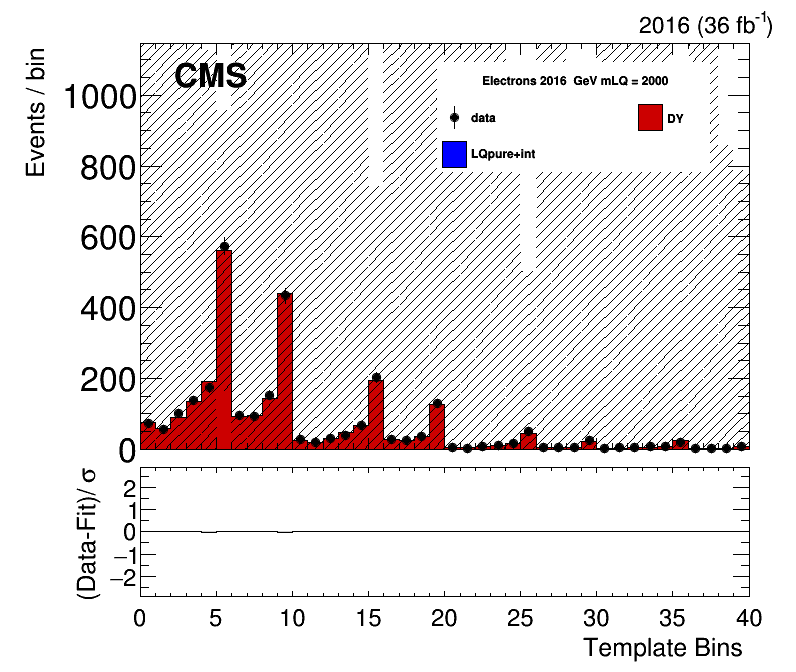 2016 (36 fb-1)
CMS
Electrons 2016 GeV mLQ = 2000
data
DY
LQpure+int
Events / bin
1000
800
600
400
200
0
(Data-Fit)/ σ
2
1
0
−1
−2
0 5 10 15 20 25 30 35 40
Template Bins